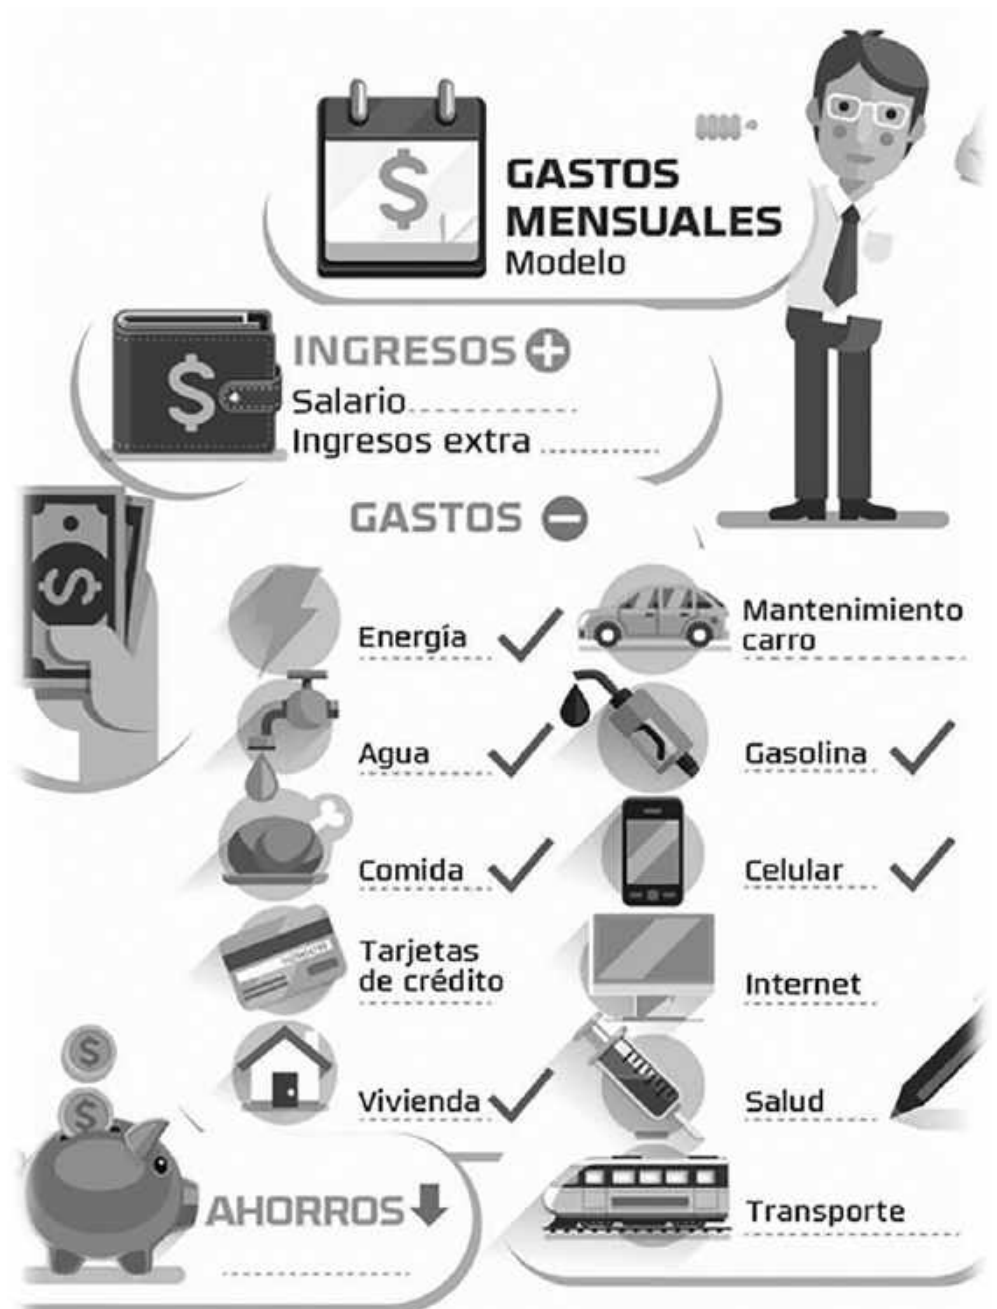 GASTOS
MENSUALES
Modelo
INGRESOS
Salario
Ingresos extra
GASTOS
Energía
Agua
Comida
Tarjetas
de crédito
Vivienda
Mantenimiento
carro
Gasolina
Celular
Internet
Salud
Transporte
AHORROS